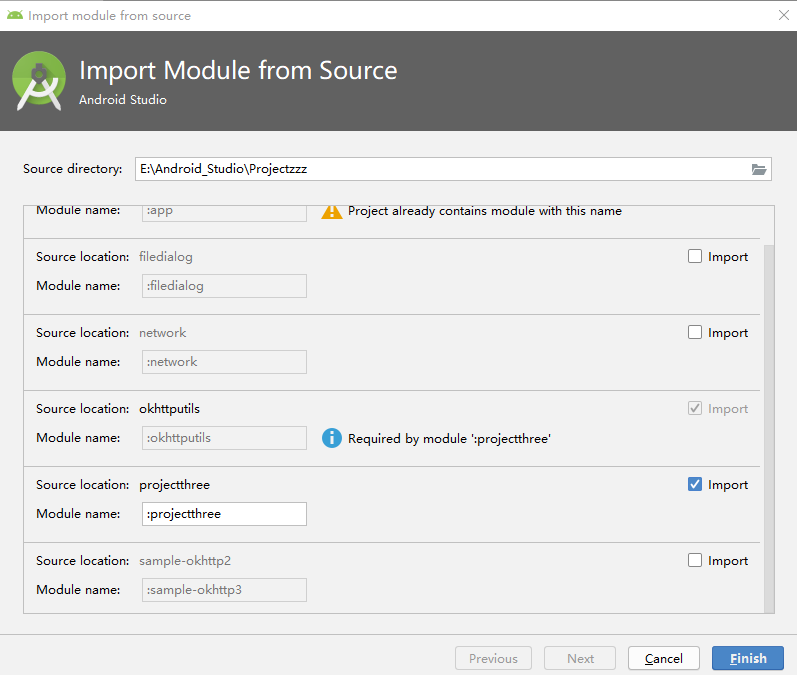 Import module from source
Import Module from Source
Android Studio
Source directory: E:\Android_Studio\Projectzzz
Module name: :app Project already contains module with this name
Source location: filedialog Import
Module name: :filedialog
Source location: network Import
Module name: :network
Source location: okhttputils Import
Module name: :okhttputils Required by module ':projectthree'
Source location: projectthree Import
Module name: :projectthree
Source location: sample-okhttp2 Import
Module name: :sample-okhttp3
Previous Next Cancel Finish